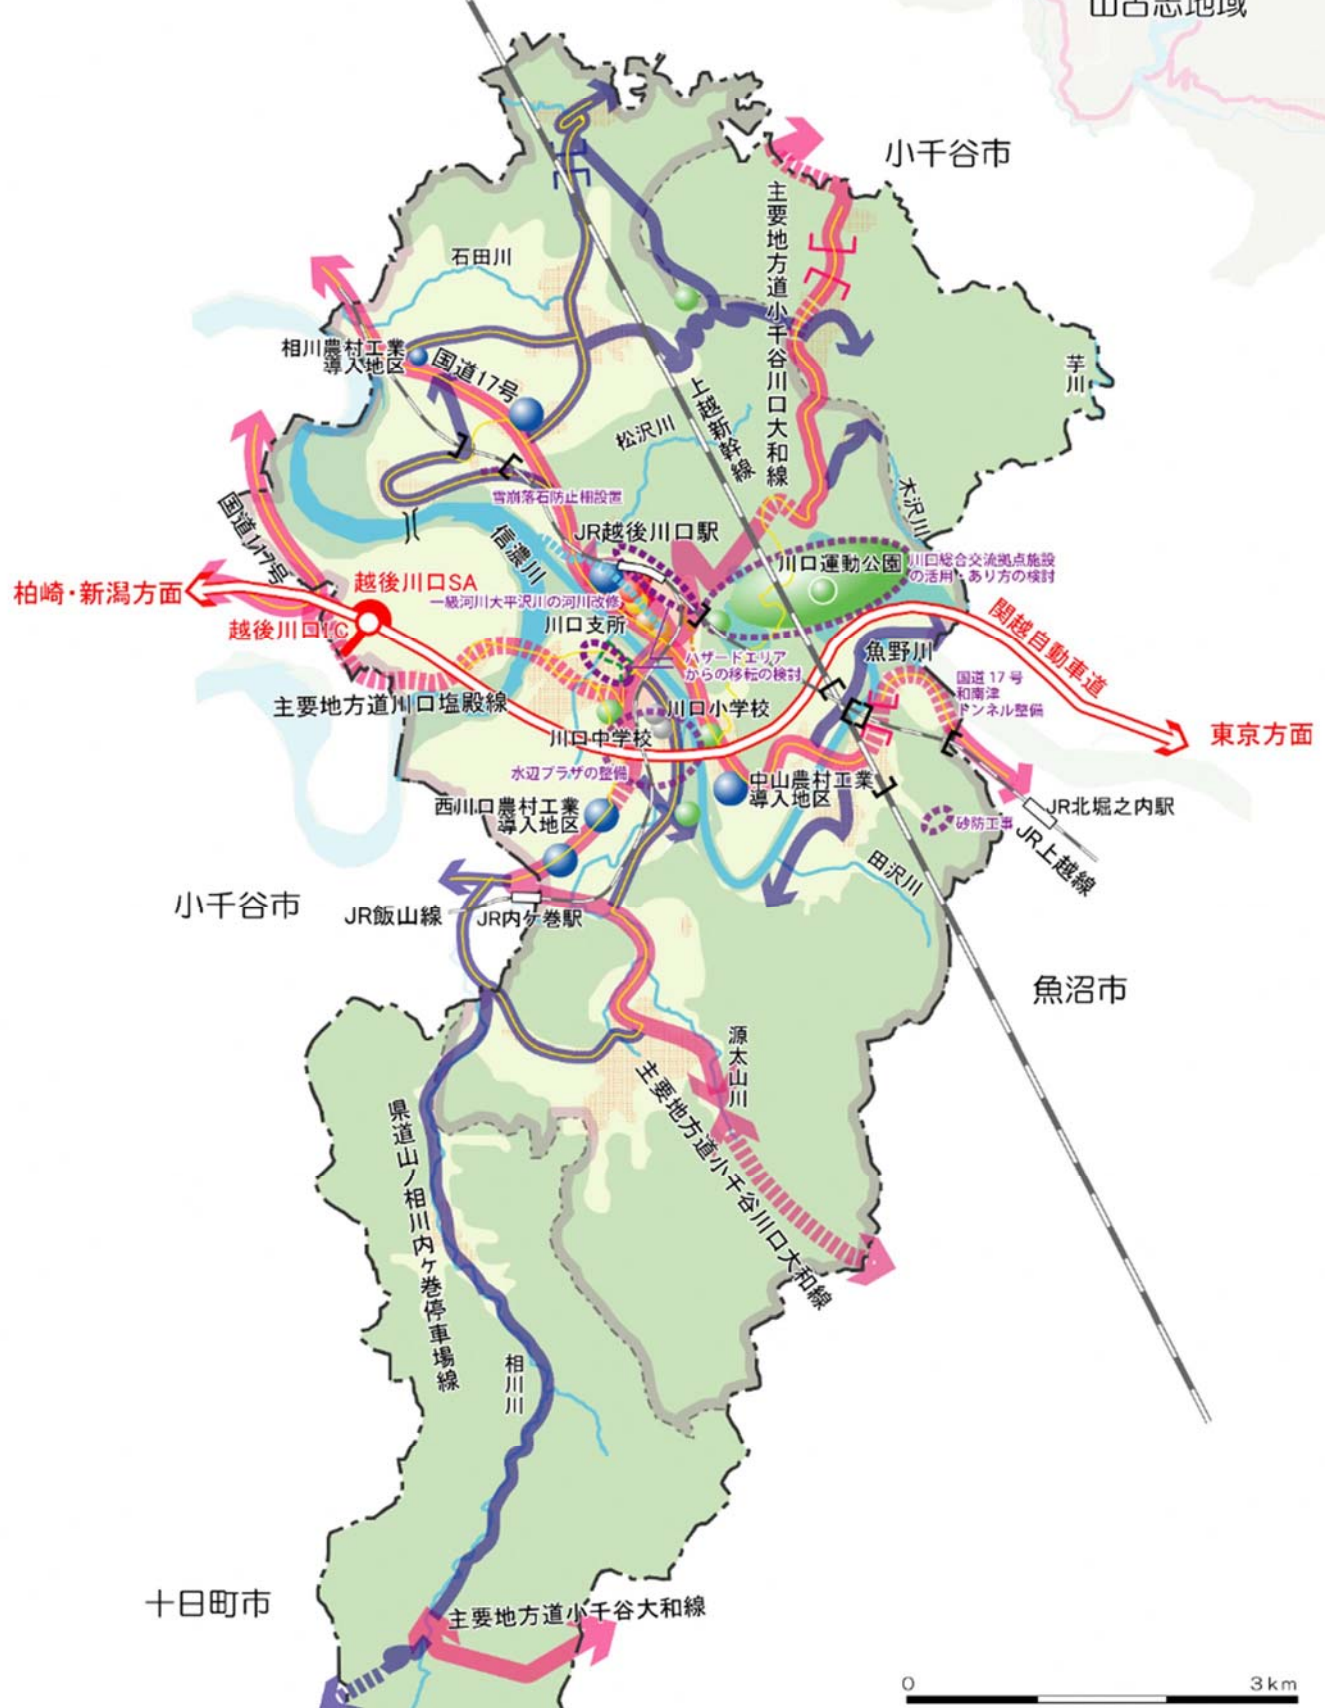 山古志地域
小千谷市
主要地方道小千谷川口大和線
石田川
相川農村工業
導入地区
国道17号
芋川
上越新幹線
松沢川
木沢川
雪崩落石防止柵設置
国道117号
信濃川
JR越後川口駅
川口運動公園
川口総合交流拠点施設
の活用・あり方の検討
柏崎・新潟方面
越後川口SA
一級河川大平沢川の河川改修
越後川口IC
川口支所
関越自動車道
魚野川
ハザードエリア
からの移転の検討
国道17号
和南津
トンネル整備
主要地方道川口塩殿線
川口小学校
川口中学校
東京方面
水辺プラザの整備
中山農村工業
導入地区
西川口農村工業
導入地区
JR北堀之内駅
砂防工事
JR上越線
田沢川
小千谷市
JR飯山線
JR内ケ巻駅
魚沼市
源太山川
主要地方道小千谷川口大和線
県道山ノ相川内ヶ巻停車場線
相川川
十日町市
主要地方道小千谷大和線
0
3km